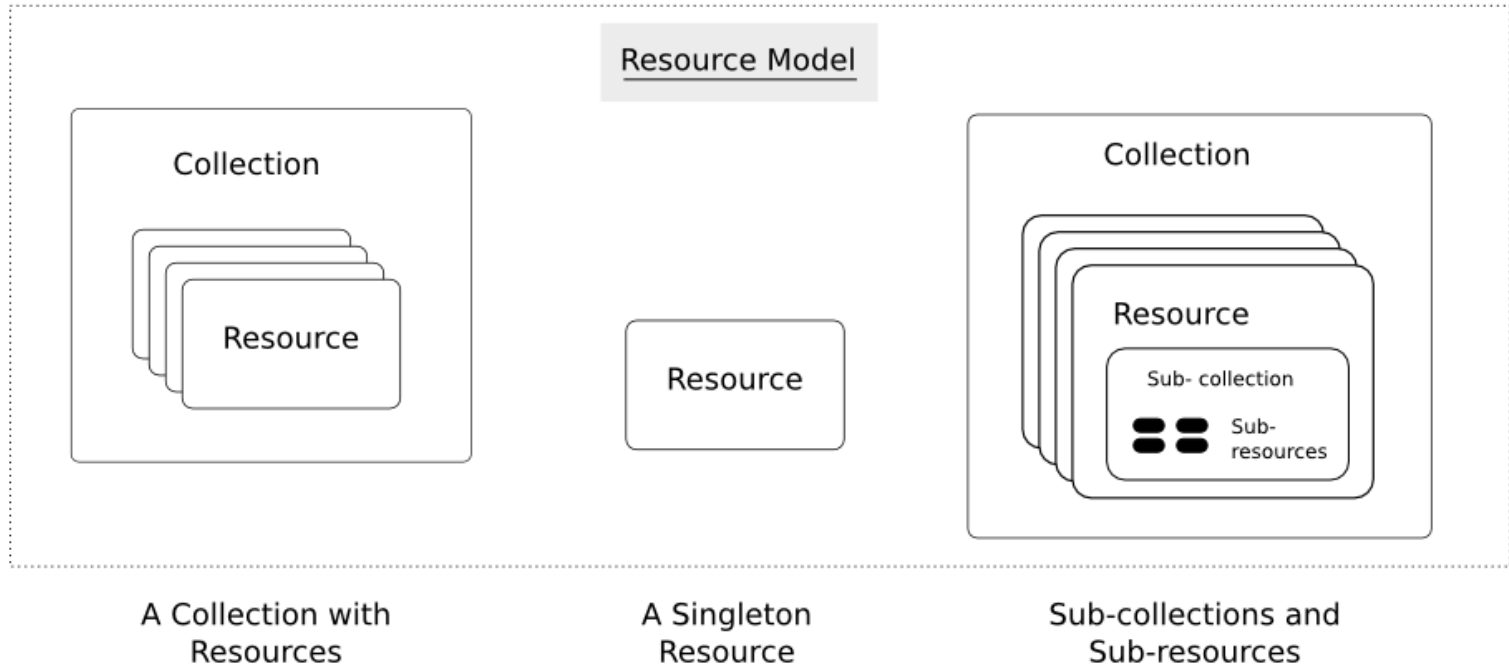 Resource Model
Collection
Resource
Resource
Collection
Resource
Sub- collection
Sub-
resources
A Collection with
Resources
A Singleton
Resource
Sub-collections and
Sub-resources